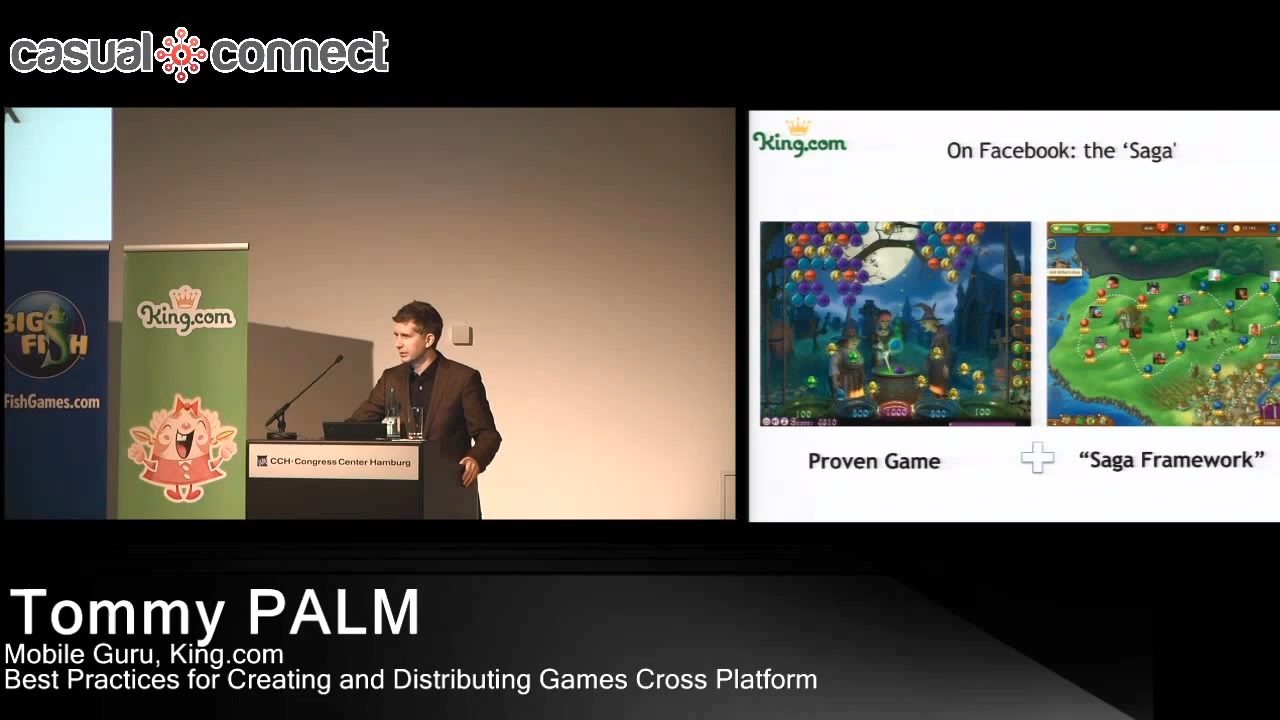 casual connect
King.com
On Facebook: the ‘Saga'
BIG
FISH
FishGames.com
King.com
CCH·Congress Center Hamburg
Proven Game
“Saga Framework”
Tommy PALM
Mobile Guru, King.com
Best Practices for Creating and Distributing Games Cross Platform